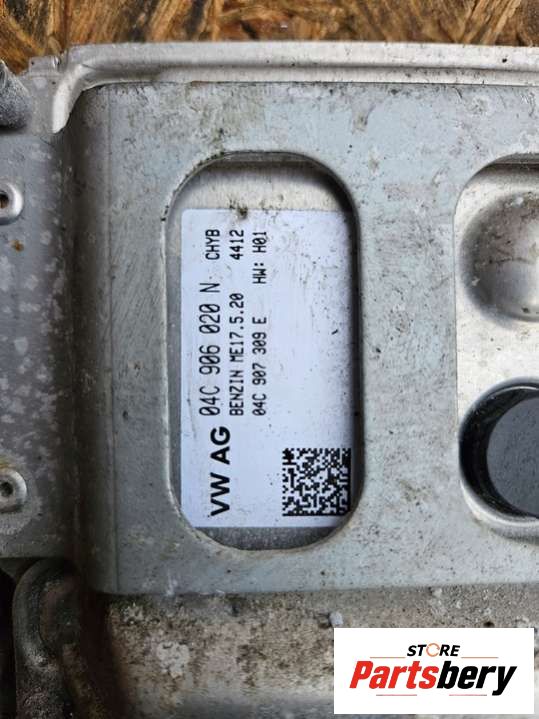 VW AG 04C 906 020 N CHYB
BENZIN ME17.5.20 4412
04C 907 309 E HW: H01
STORE
Partsbery